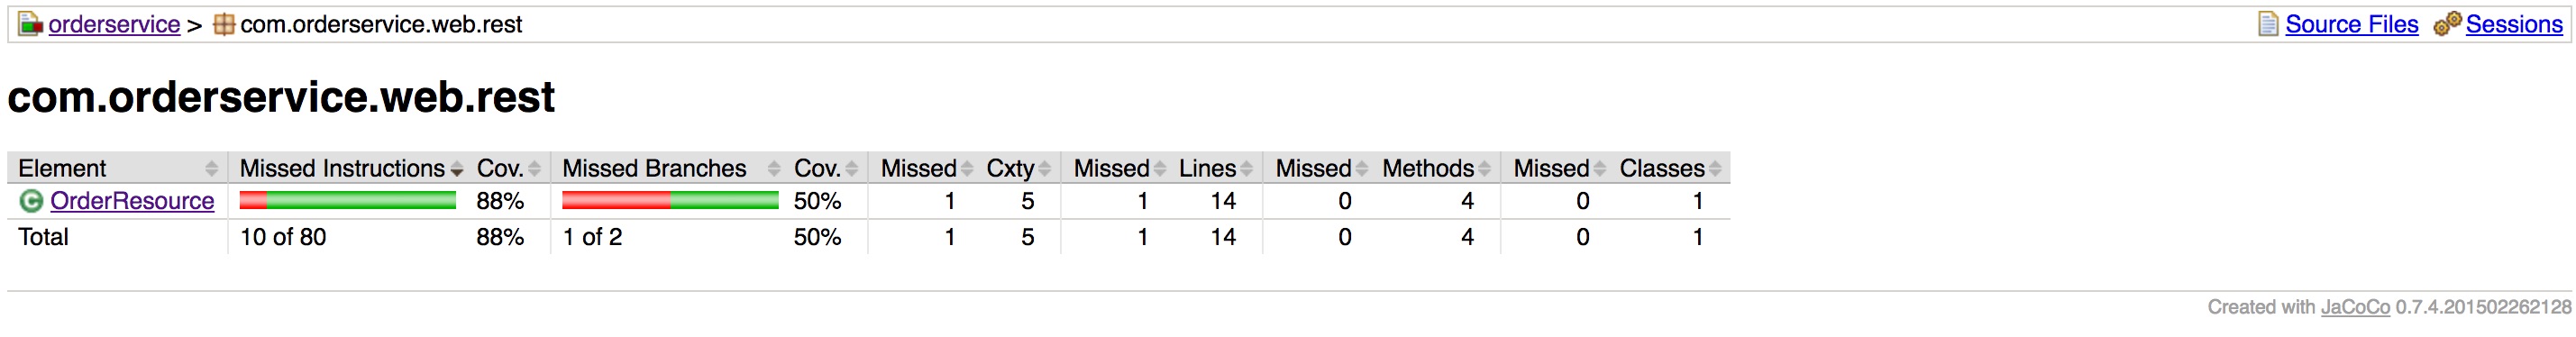 orderservice > com.orderservice.web.rest Source Files Sessions
com.orderservice.web.rest
Element Missed Instructions Cov. Missed Branches Cov. Missed Cxty Missed Lines Missed Methods Missed Classes
C OrderResource 88% 50% 1 5 1 14 0 4 0 1
Total 10 of 80 88% 1 of 2 50% 1 5 1 14 0 4 0 1
Created with JaCoCo 0.7.4.201502262128